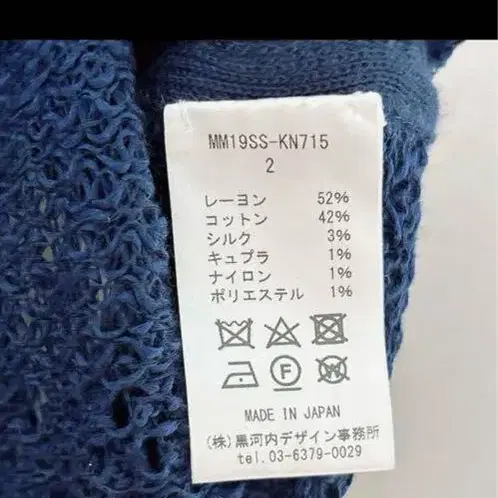 MM19SS-KN715
2
レーヨン 52%
コットン 42%
シルク 3%
キュプラ 1%
ナイロン 1%
ポリエステル 1%
F W
MADE IN JAPAN
(株)黒河内デザイン事務所
tel.03-6379-0029